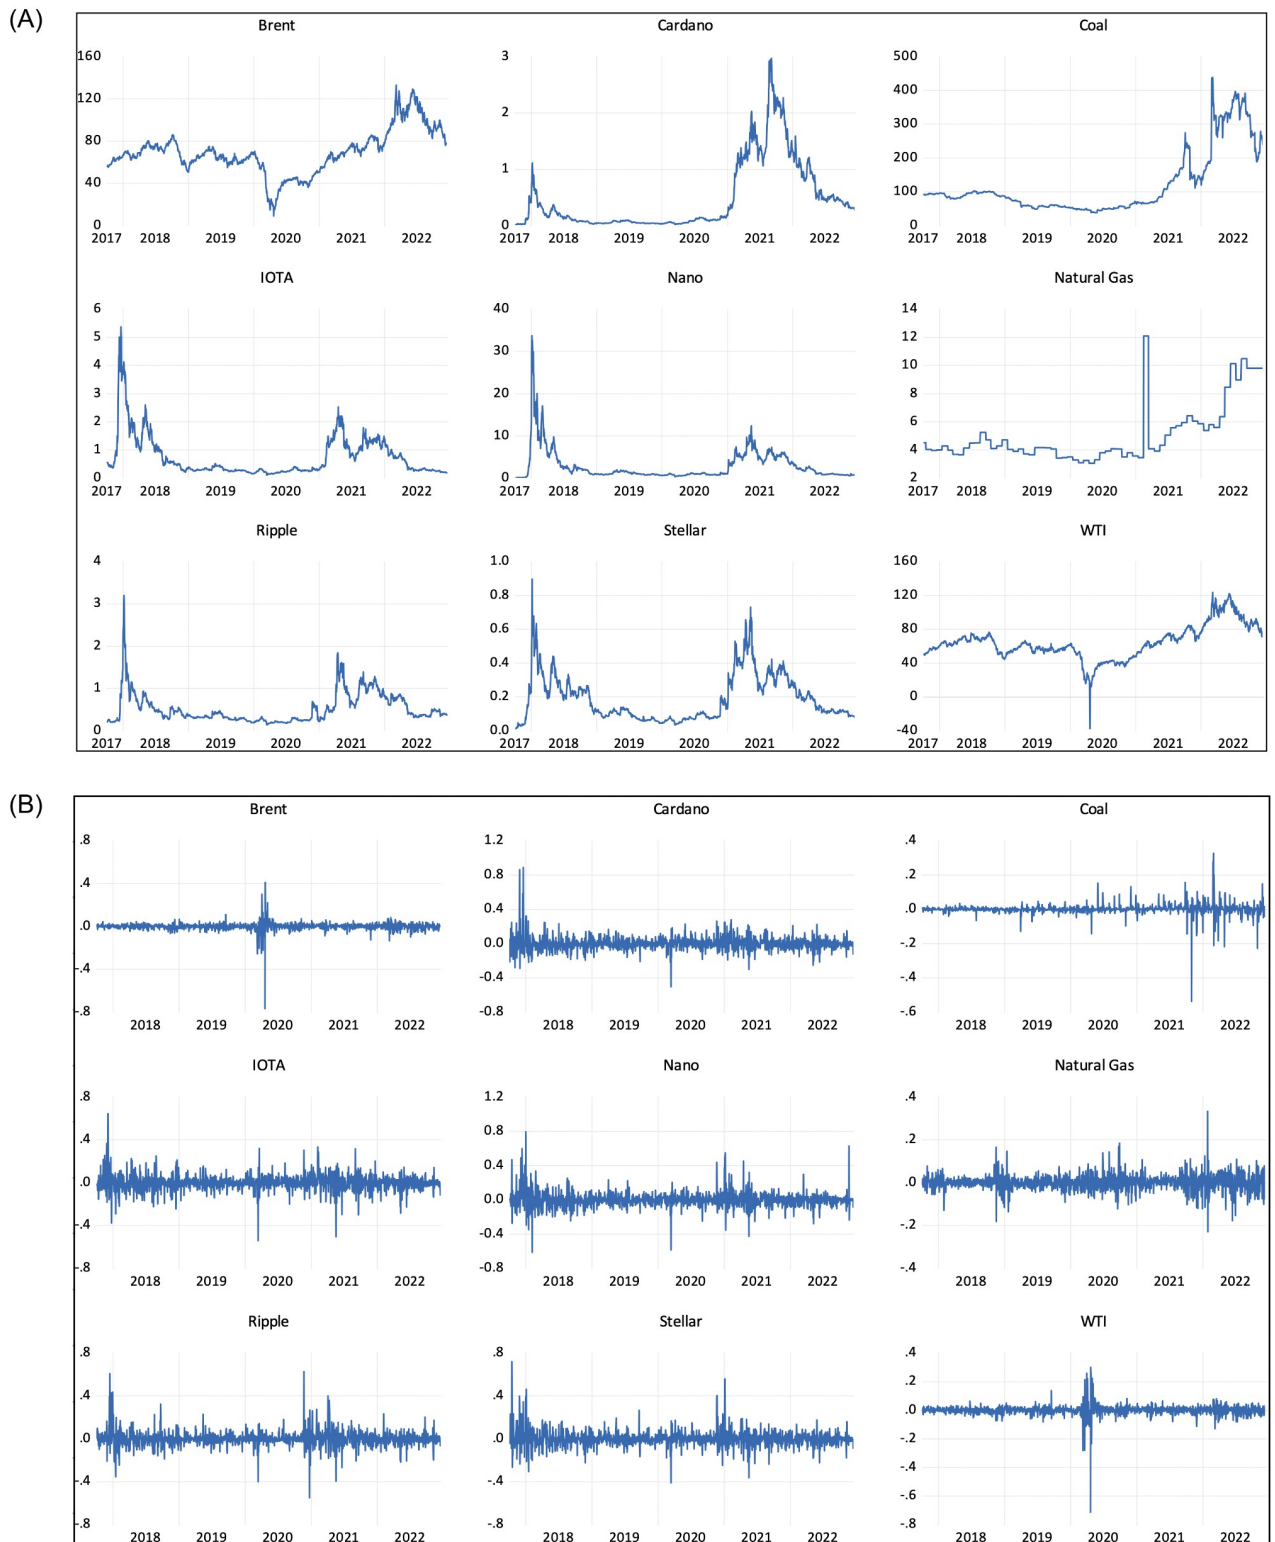 (A)
Brent Cardano Coal
160 3 500
400
120 2 300
80
200
1
40 100
0 0 0
2017 2018 2019 2020 2021 2022 2017 2018 2019 2020 2021 2022 2017 2018 2019 2020 2021 2022
IOTA Nano Natural Gas
6 40 14
5 12
30
4 10
3 20 8
2 6
10
1 4
0 0 2
2017 2018 2019 2020 2021 2022 2017 2018 2019 2020 2021 2022 2017 2018 2019 2020 2021 2022
Ripple Stellar WTI
4 1.0 160
0.8 120
3
0.6 80
2
0.4 40
1
0.2 0
0 0.0 -40
2017 2018 2019 2020 2021 2022 2017 2018 2019 2020 2021 2022 2017 2018 2019 2020 2021 2022
(B)
Brent Cardano Coal
.8 1.2 .4
0.8 .2
.4
0.4 .0
.0
0.0 -.2
-.4
-0.4 -.4
-.8 -0.8 -.6
2018 2019 2020 2021 2022 2018 2019 2020 2021 2022 2018 2019 2020 2021 2022
IOTA Nano Natural Gas
.8 1.2 .4
0.8
.4 .2
0.4
.0 .0
0.0
-.4 -.2
-0.4
-.8 -0.8 -.4
2018 2019 2020 2021 2022 2018 2019 2020 2021 2022 2018 2019 2020 2021 2022
Ripple Stellar WTI
.8 .8 .4
.2
.4 .4
.0
.0 .0 -.2
-.4
-.4 -.4
-.6
-.8 -.8 -.8
2018 2019 2020 2021 2022 2018 2019 2020 2021 2022 2018 2019 2020 2021 2022